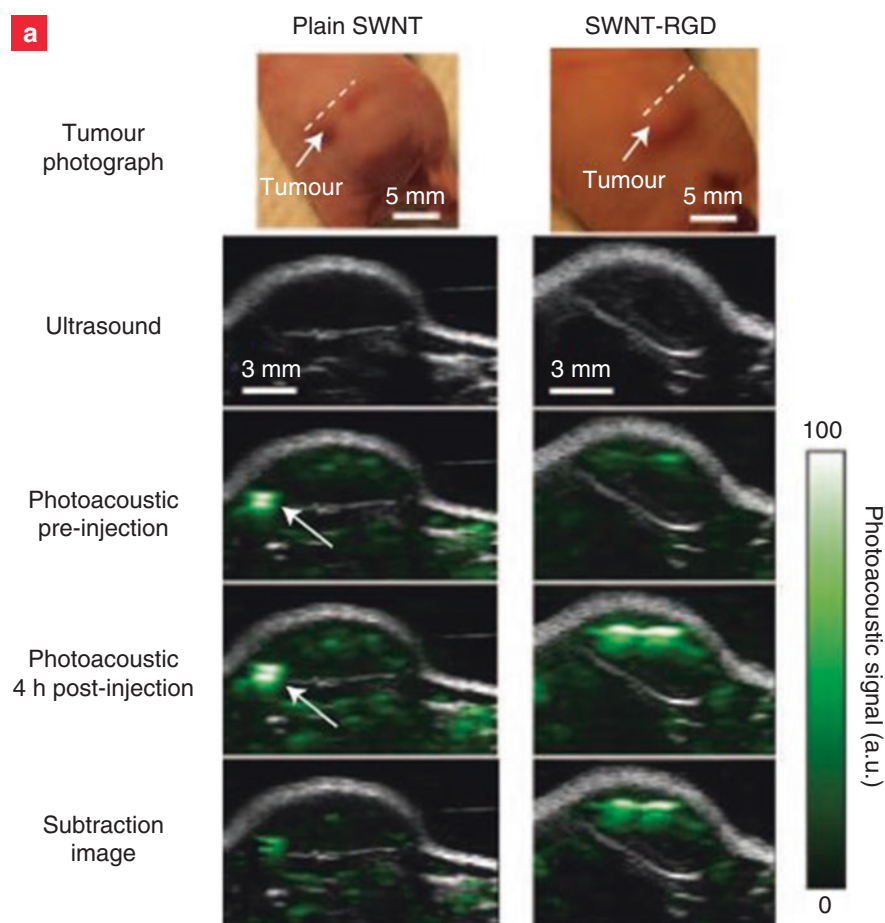 a
Plain SWNT
SWNT-RGD
Tumour
photograph
Tumour
5 mm
Tumour
5 mm
Ultrasound
3 mm
3 mm
Photoacoustic
pre-injection
100
Photoacoustic
4 h post-injection
Photoacoustic signal (a.u.)
Subtraction
image
0